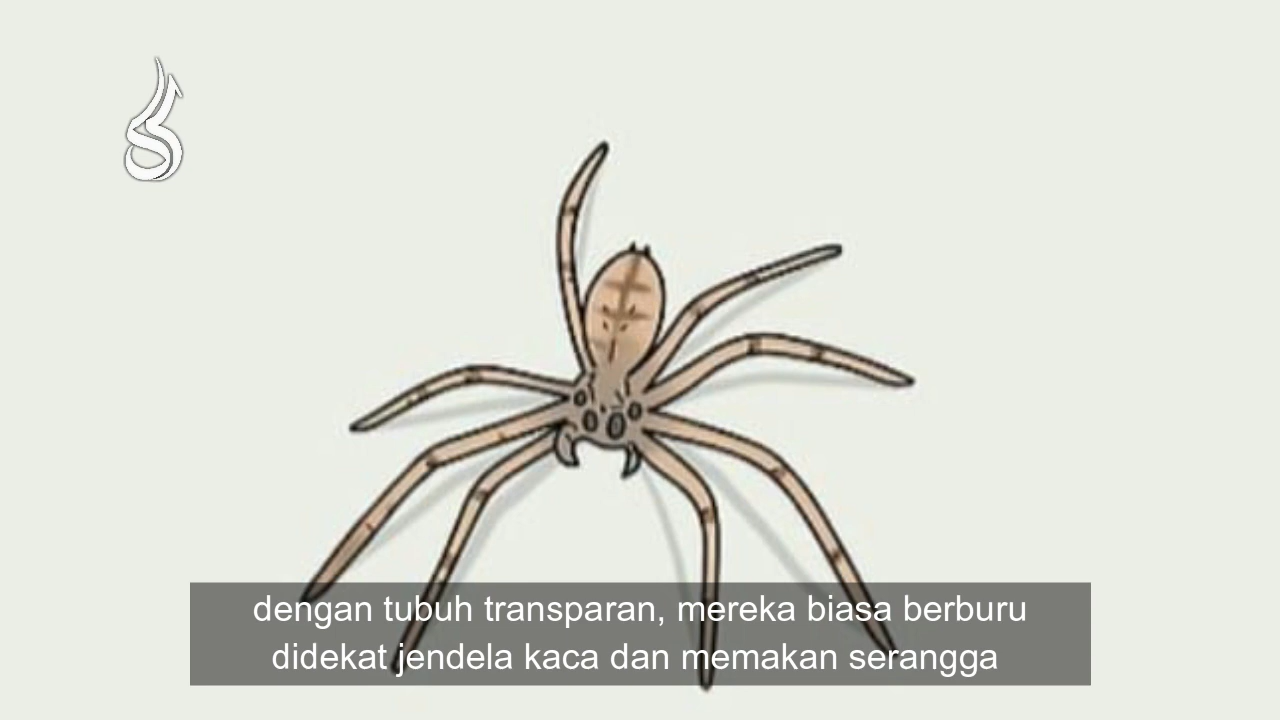 dengan tubuh transparan, mereka biasa berburu
didekat jendela kaca dan memakan serangga